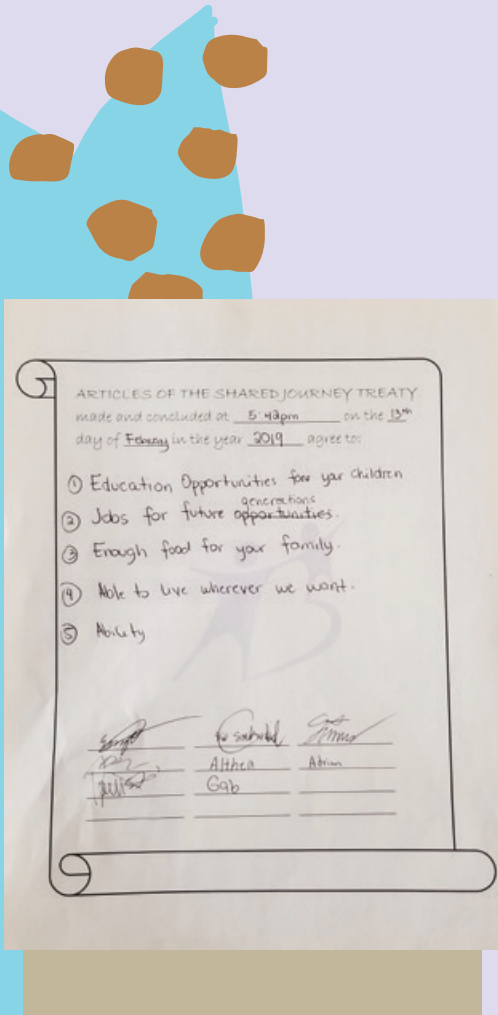 ARTICLES OF THE SHARED JOURNEY TREATY
made and concluded at 5:42pm on the 13th
day of February in the year 2019 agree to:
① Education Opportunities for your children
generations
② Jobs for future opportunities.
③ Enough food for your family.
④ Able to live wherever we want.
⑤ Ability
Althea Adrian
Gab